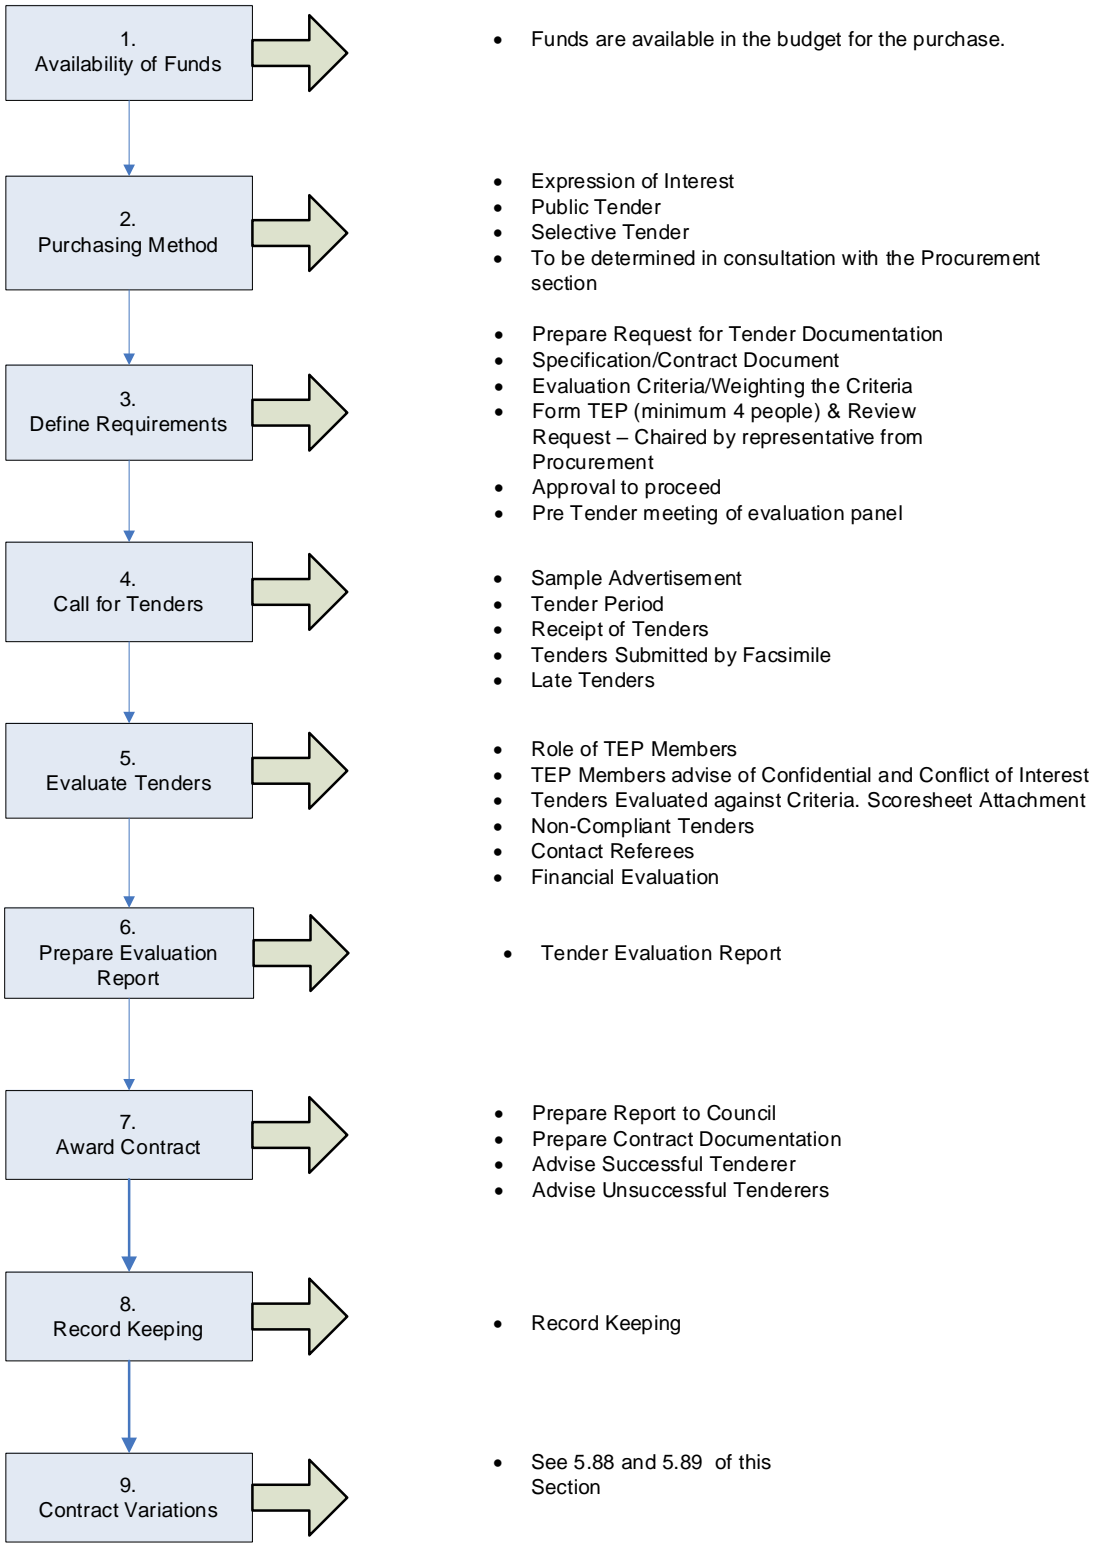 1.
Availability of Funds
• Funds are available in the budget for the purchase.
2.
Purchasing Method
• Expression of Interest
• Public Tender
• Selective Tender
• To be determined in consultation with the Procurement
section
3.
Define Requirements
• Prepare Request for Tender Documentation
• Specification/Contract Document
• Evaluation Criteria/Weighting the Criteria
• Form TEP (minimum 4 people) & Review
Request – Chaired by representative from
Procurement
• Approval to proceed
• Pre Tender meeting of evaluation panel
4.
Call for Tenders
• Sample Advertisement
• Tender Period
• Receipt of Tenders
• Tenders Submitted by Facsimile
• Late Tenders
5.
Evaluate Tenders
• Role of TEP Members
• TEP Members advise of Confidential and Conflict of Interest
• Tenders Evaluated against Criteria. Scoresheet Attachment
• Non-Compliant Tenders
• Contact Referees
• Financial Evaluation
6.
Prepare Evaluation
Report
• Tender Evaluation Report
7.
Award Contract
• Prepare Report to Council
• Prepare Contract Documentation
• Advise Successful Tenderer
• Advise Unsuccessful Tenderers
8.
Record Keeping
• Record Keeping
9.
Contract Variations
• See 5.88 and 5.89 of this
Section